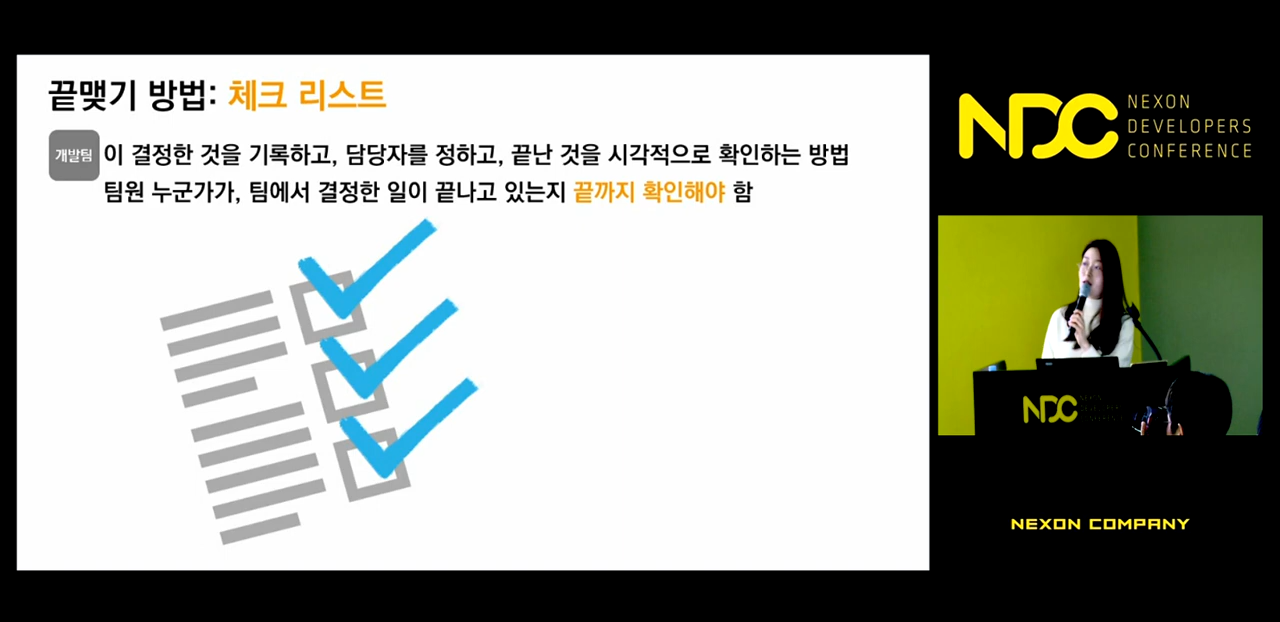 끝맺기 방법: 체크 리스트
개발팀 이 결정한 것을 기록하고, 담당자를 정하고, 끝난 것을 시각적으로 확인하는 방법
팀원 누군가가, 팀에서 결정한 일이 끝나고 있는지 끝까지 확인해야 함
NDC
NEXON
DEVELOPERS
CONFERENCE
NDC
NEXON COMPANY